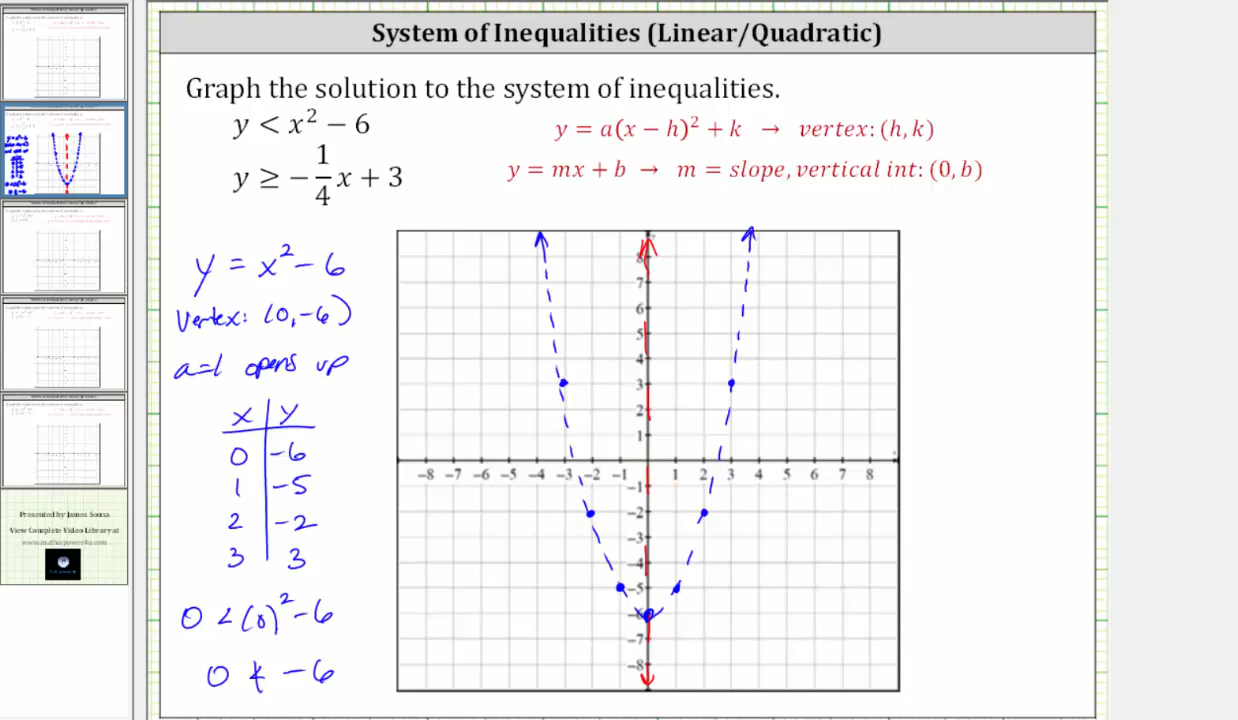 System of Inequalities (Linear/Quadratic)
Graph the solution to the system of inequalities.
y < x² − 6
y ≥ −1/4 x + 3
y = a(x − h)² + k → vertex: (h, k)
y = mx + b → m = slope, vertical int: (0, b)
y = x² − 6
Vertex: (0, −6)
a=1 opens up
x | y
0 | −6
1 | −5
2 | −2
3 | 3
0 < (0)² − 6
0 ≮ −6
8
7
6
5
4
3
2
1
−8 −7 −6 −5 −4 −3 −2 −1 1 2 3 4 5 6 7 8
−1
−2
−3
−4
−5
−6
−7
−8
Presented by James Sousa
View Complete Video Library at
www.mathispower4u.com